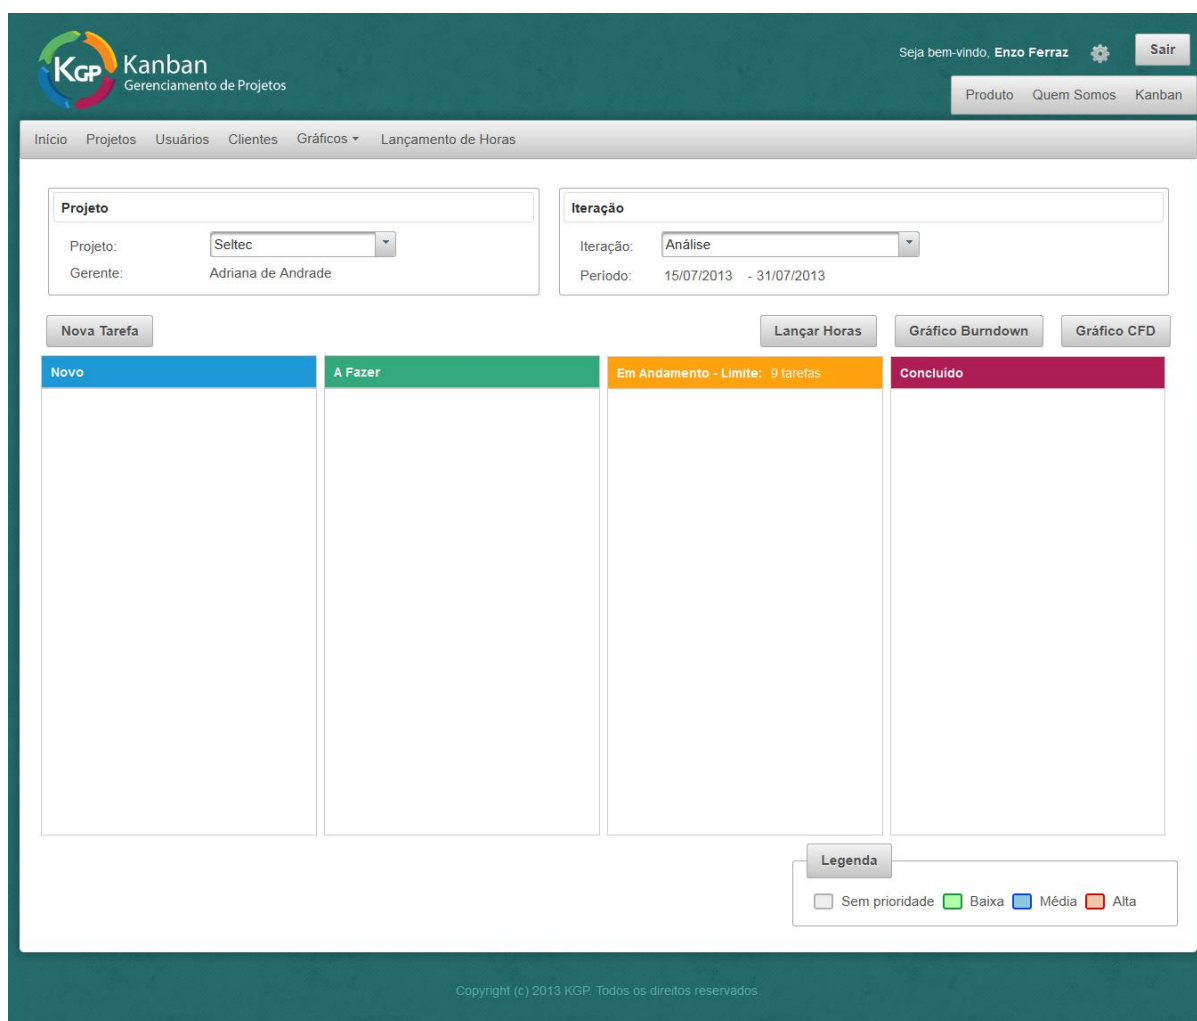 KGP Kanban
Gerenciamento de Projetos
Seja bem-vindo, Enzo Ferraz
Sair
Produto Quem Somos Kanban
Início Projetos Usuários Clientes Gráficos Lançamento de Horas
Projeto
Projeto: Seltec
Gerente: Adriana de Andrade
Iteração
Iteração: Análise
Período: 15/07/2013 - 31/07/2013
Nova Tarefa Lançar Horas Gráfico Burndown Gráfico CFD
Novo A Fazer Em Andamento - Limite: 9 tarefas Concluído
Legenda
Sem prioridade Baixa Média Alta
Copyright (c) 2013 KGP. Todos os direitos reservados.